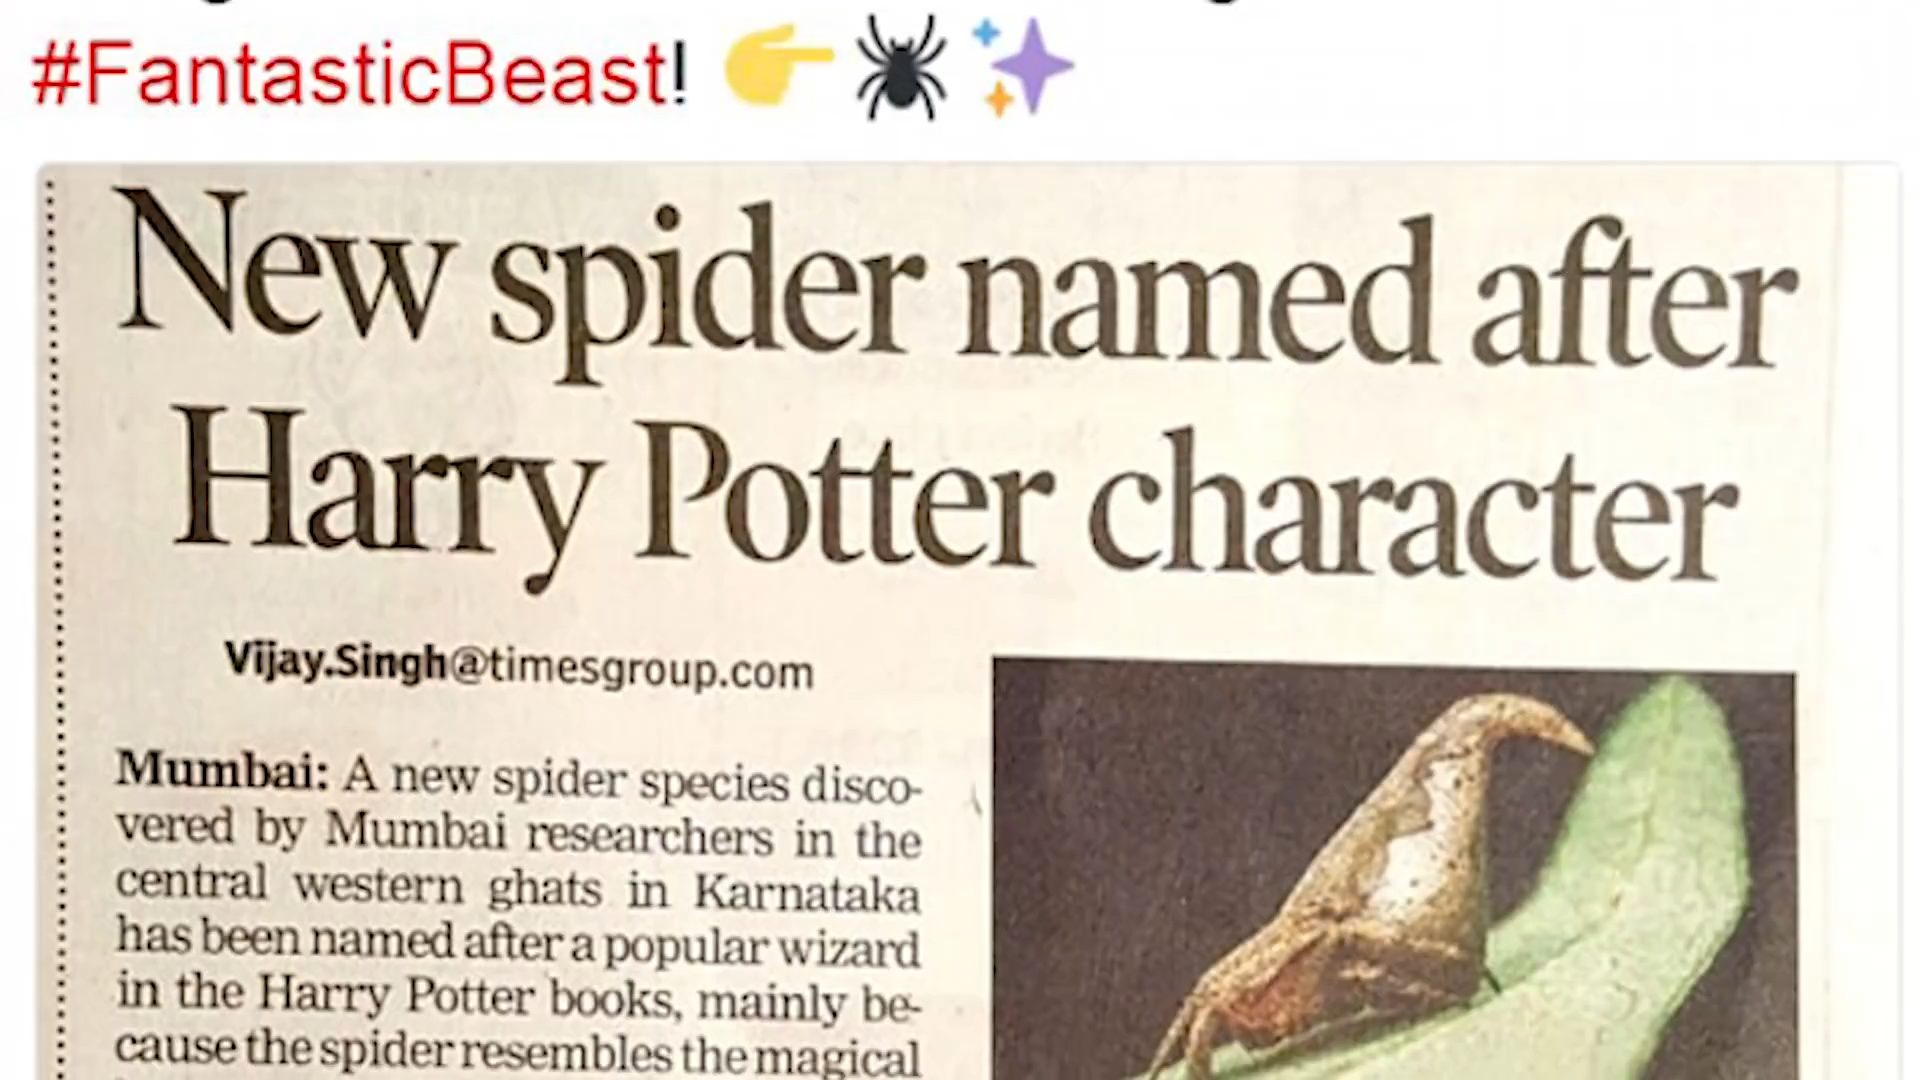 #FantasticBeast!
New spider named after
Harry Potter character
Vijay.Singh@timesgroup.com
Mumbai: A new spider species disco-
vered by Mumbai researchers in the
central western ghats in Karnataka
has been named after a popular wizard
in the Harry Potter books, mainly be-
cause the spider resembles the magical